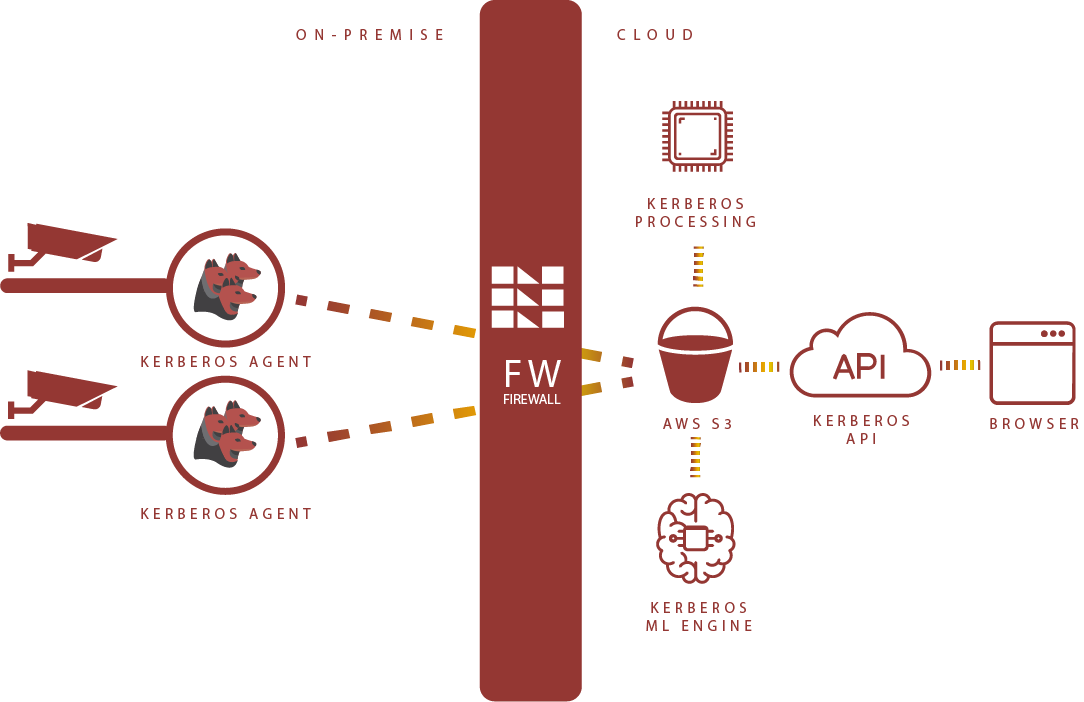 ON-PREMISE
CLOUD
KERBEROS
PROCESSING
KERBEROS AGENT
FW
FIREWALL
AWS S3
API
KERBEROS
API
BROWSER
KERBEROS AGENT
KERBEROS
ML ENGINE